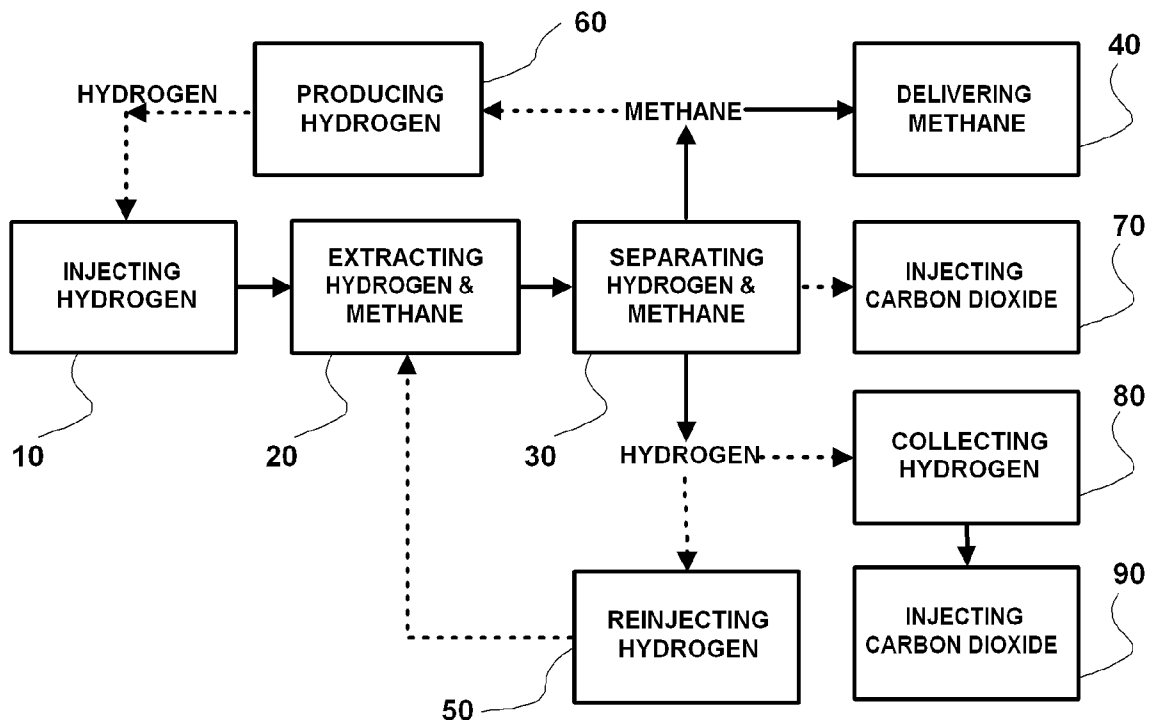 60
40
HYDROGEN
PRODUCING
HYDROGEN
METHANE
DELIVERING
METHANE
70
INJECTING
HYDROGEN
EXTRACTING
HYDROGEN &
METHANE
SEPARATING
HYDROGEN &
METHANE
INJECTING
CARBON DIOXIDE
10
20
30
80
HYDROGEN
COLLECTING
HYDROGEN
90
REINJECTING
HYDROGEN
INJECTING
CARBON DIOXIDE
50